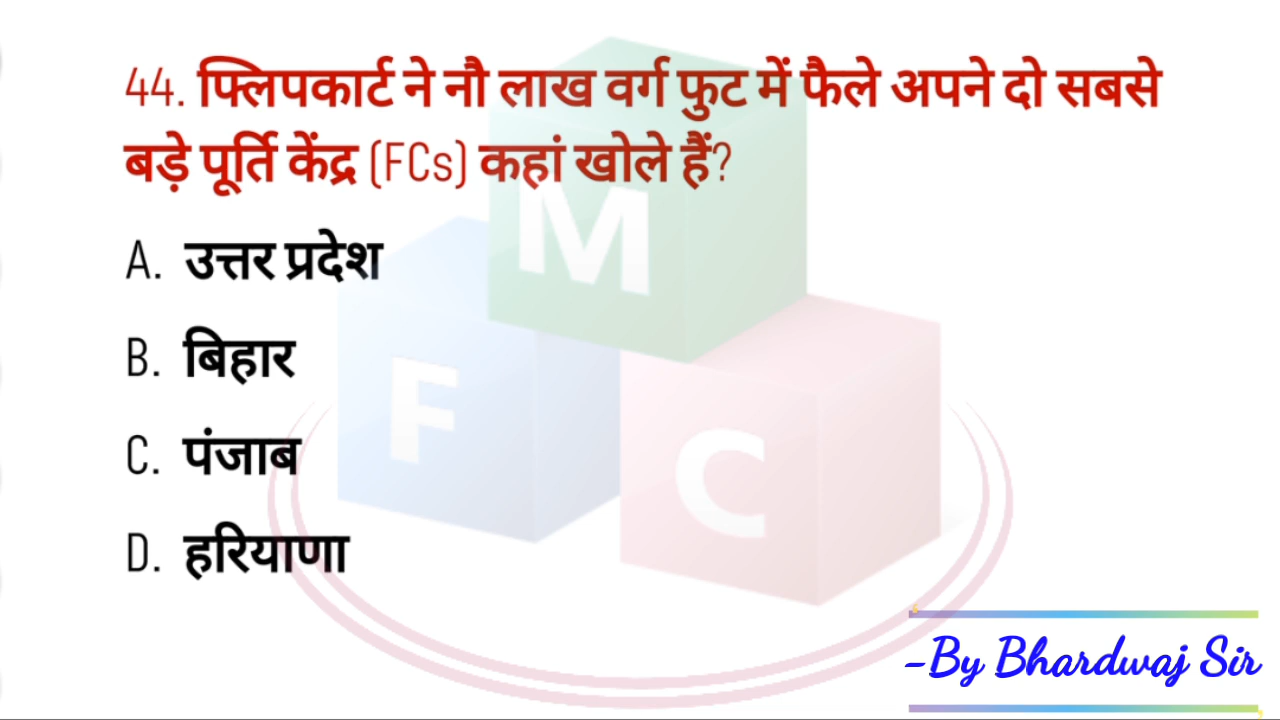 44. फ्लिपकार्ट ने नौ लाख वर्ग फुट में फैले अपने दो सबसे
बड़े पूर्ति केंद्र (FCs) कहां खोले हैं?
M
A. उत्तर प्रदेश
B. बिहार
F
C
C. पंजाब
D. हरियाणा
-By Bhardwaj Sir